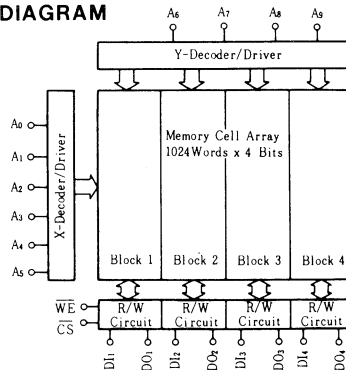 DIAGRAM
A6 A7 A8 A9
Y-Decoder/Driver
X-Decoder/Driver
A0
A1
A2
A3
A4
A5
Memory Cell Array
1024Words x 4 Bits
Block 1 Block 2 Block 3 Block 4
WE
CS
R/W Circuit
R/W Circuit
R/W Circuit
R/W Circuit
DI1 DO1 DI2 DO2 DI3 DO3 DI4 DO4